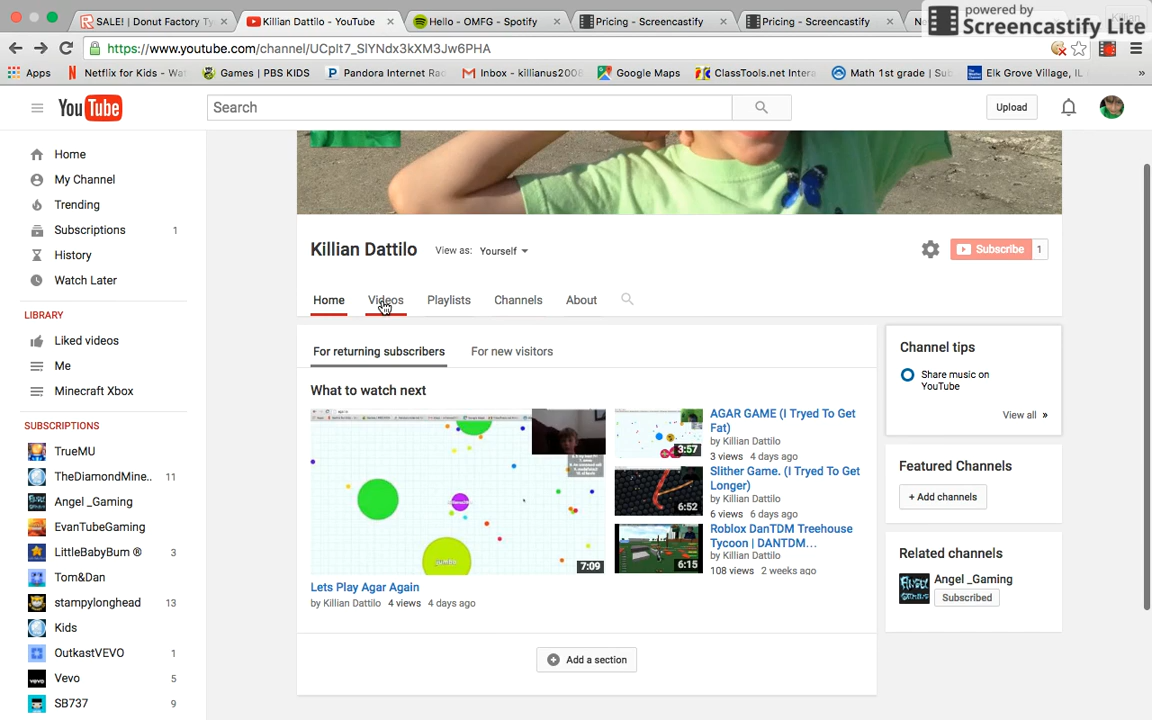 powered by
Screencastify Lite
SALE! | Donut Factory Ty
Killian Dattilo - YouTube
Hello - OMFG - Spotify
Pricing - Screencastify
Pricing - Screencastify
https://www.youtube.com/channel/UCpIt7_SlYNdx3kXM3Jw6PHA
Apps
Netflix for Kids - Wat
Games | PBS KIDS
Pandora Internet Rad
Inbox - killianus2008
Google Maps
ClassTools.net Intera
Math 1st grade | Sub
Elk Grove Village, IL
»
YouTube
Search
Upload
Home
My Channel
Trending
Subscriptions 1
History
Watch Later
LIBRARY
Liked videos
Me
Minecraft Xbox
SUBSCRIPTIONS
TrueMU
TheDiamondMine.. 11
Angel _Gaming
EvanTubeGaming
LittleBabyBum ® 3
Tom&Dan
stampylonghead 13
Kids
OutkastVEVO 1
Vevo 5
SB737 9
Killian Dattilo
View as: Yourself
Subscribe 1
Home
Videos
Playlists
Channels
About
For returning subscribers
For new visitors
What to watch next
jumbo
7:09
Lets Play Agar Again
by Killian Dattilo 4 views 4 days ago
3:57
AGAR GAME (I Tryed To Get
Fat)
by Killian Dattilo
3 views 4 days ago
6:52
Slither Game. (I Tryed To Get
Longer)
by Killian Dattilo
6 views 6 days ago
6:15
Roblox DanTDM Treehouse
Tycoon | DANTDM...
by Killian Dattilo
108 views 2 weeks ago
Add a section
Channel tips
Share music on
YouTube
View all »
Featured Channels
+ Add channels
Related channels
ANGEL
GAMING
Angel _Gaming
Subscribed